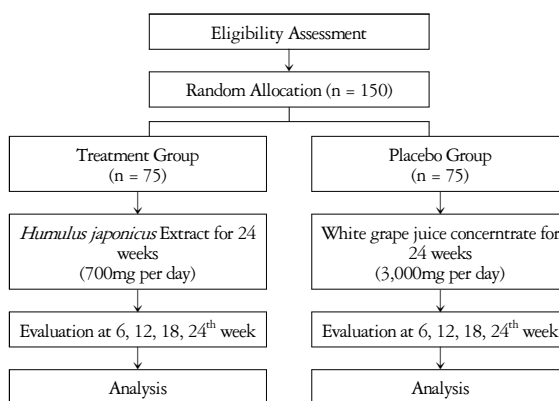 Eligibility Assessment
Random Allocation (n = 150)
Treatment Group
(n = 75)
Placebo Group
(n = 75)
Humulus japonicus Extract for 24
weeks
(700mg per day)
White grape juice concerntrate for
24 weeks
(3,000mg per day)
Evaluation at 6, 12, 18, 24th week
Evaluation at 6, 12, 18, 24th week
Analysis
Analysis